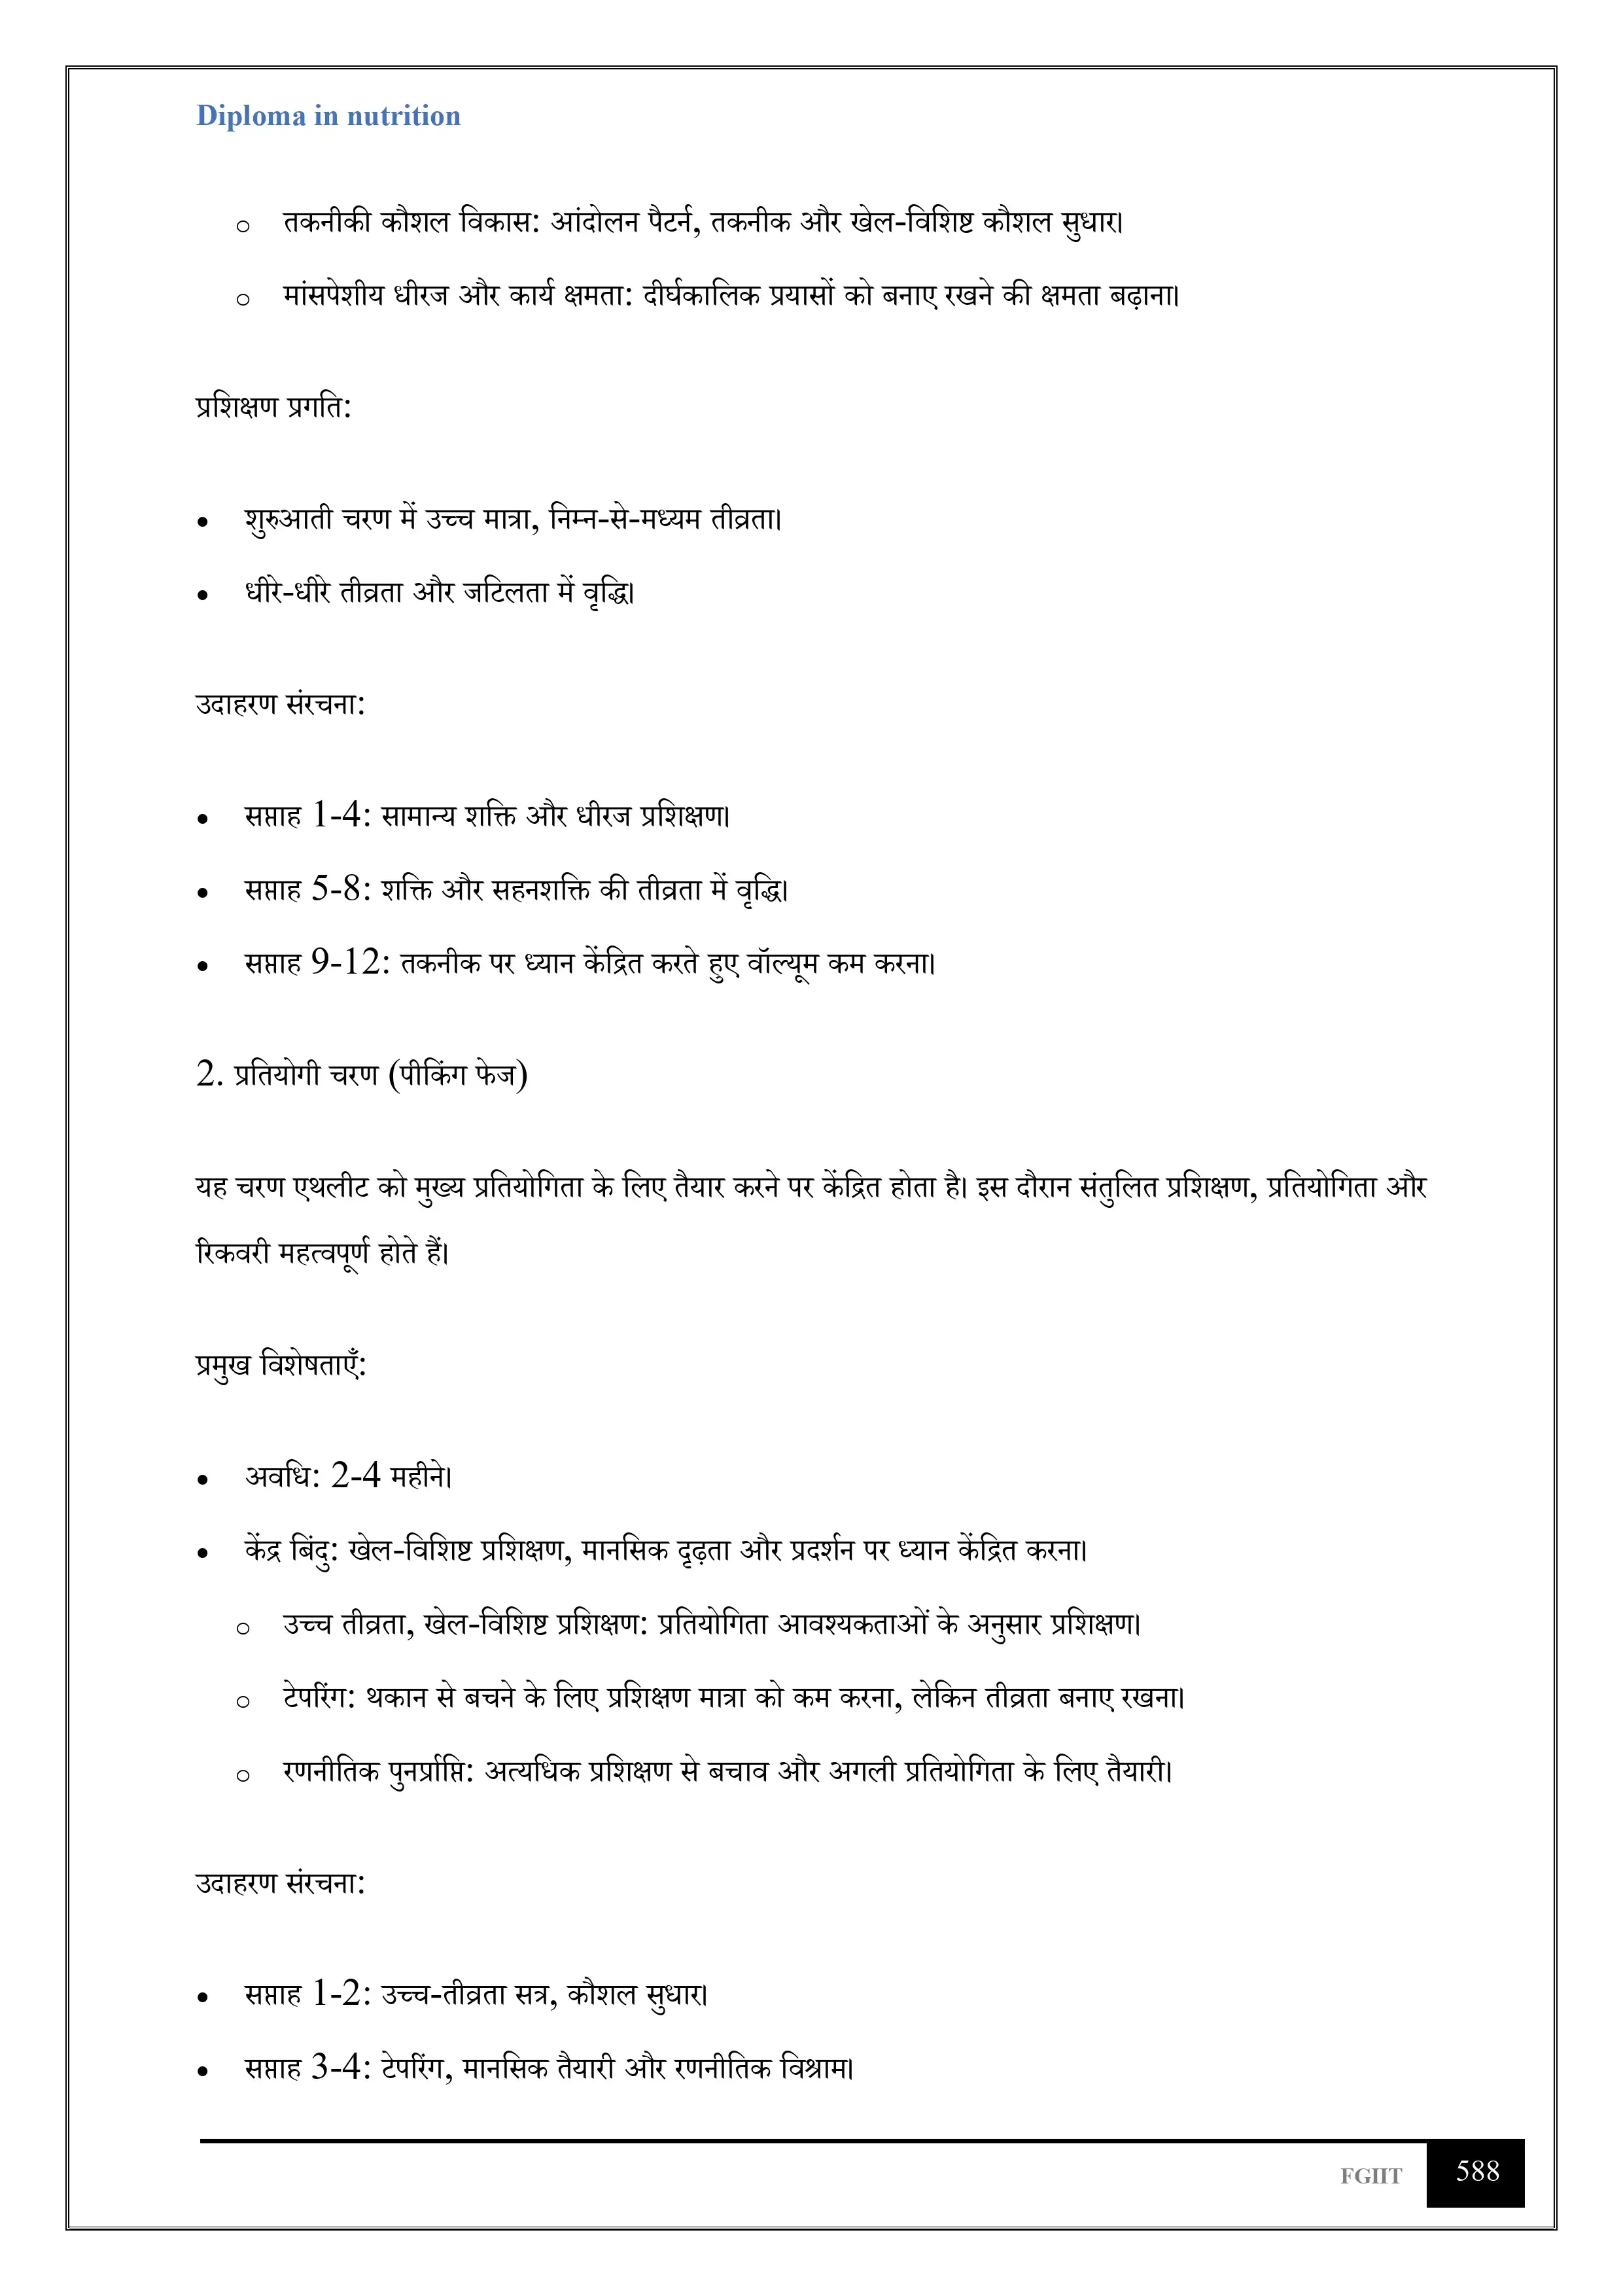 Diploma in nutrition
o तकनीकी कौशल विकास: आंदोलन पैटर्न, तकनीक और खेल-विशिष्ट कौशल सुधार।
o मांसपेशीय धीरज और कार्य क्षमता: दीर्घकालिक प्रयासों को बनाए रखने की क्षमता बढ़ाना।
प्रशिक्षण प्रगति:
• शुरुआती चरण में उच्च मात्रा, निम्न-से-मध्यम तीव्रता।
• धीरे-धीरे तीव्रता और जटिलता में वृद्धि।
उदाहरण संरचना:
• सप्ताह 1-4: सामान्य शक्ति और धीरज प्रशिक्षण।
• सप्ताह 5-8: शक्ति और सहनशक्ति की तीव्रता में वृद्धि।
• सप्ताह 9-12: तकनीक पर ध्यान केंद्रित करते हुए वॉल्यूम कम करना।
2. प्रतियोगी चरण (पीकिंग फेज)
यह चरण एथलीट को मुख्य प्रतियोगिता के लिए तैयार करने पर केंद्रित होता है। इस दौरान संतुलित प्रशिक्षण, प्रतियोगिता और
रिकवरी महत्वपूर्ण होते हैं।
प्रमुख विशेषताएँ:
• अवधि: 2-4 महीने।
• केंद्र बिंदु: खेल-विशिष्ट प्रशिक्षण, मानसिक दृढ़ता और प्रदर्शन पर ध्यान केंद्रित करना।
o उच्च तीव्रता, खेल-विशिष्ट प्रशिक्षण: प्रतियोगिता आवश्यकताओं के अनुसार प्रशिक्षण।
o टेपरिंग: थकान से बचने के लिए प्रशिक्षण मात्रा को कम करना, लेकिन तीव्रता बनाए रखना।
o रणनीतिक पुनर्प्राप्ति: अत्यधिक प्रशिक्षण से बचाव और अगली प्रतियोगिता के लिए तैयारी।
उदाहरण संरचना:
• सप्ताह 1-2: उच्च-तीव्रता सत्र, कौशल सुधार।
• सप्ताह 3-4: टेपरिंग, मानसिक तैयारी और रणनीतिक विश्राम।
FGIIT 588